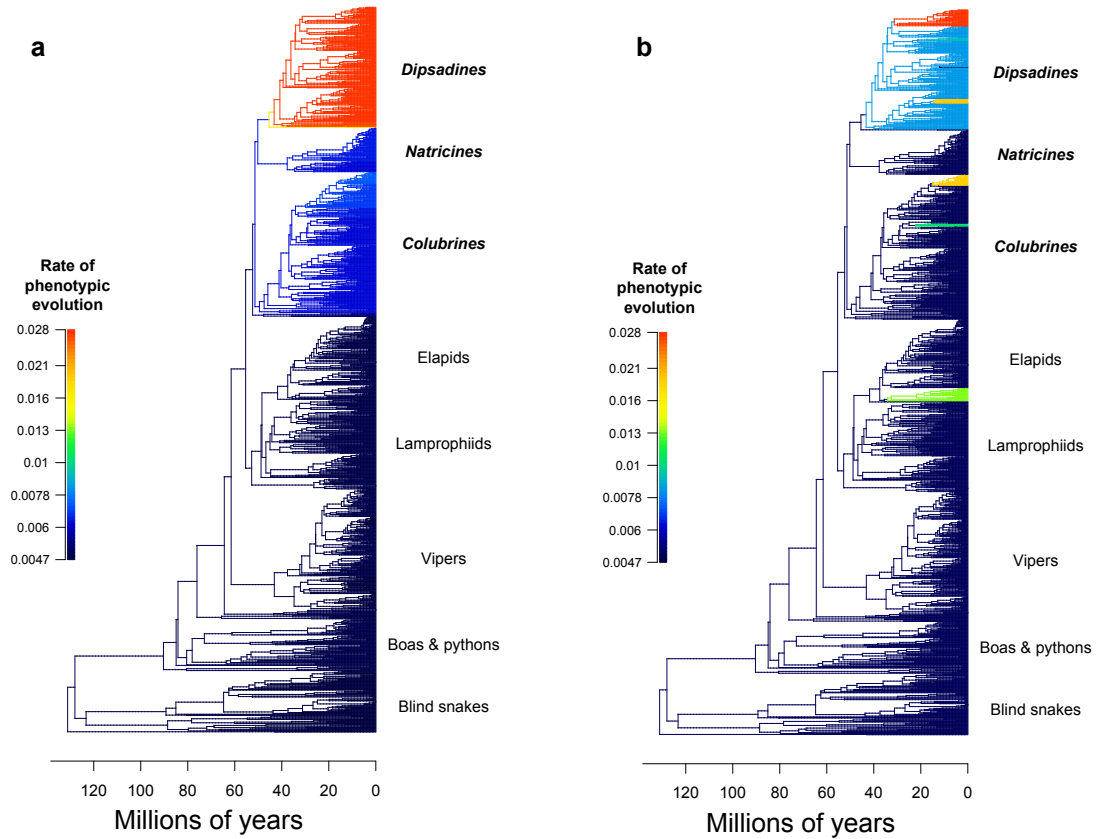 a
Dipsadines
Natricines
Colubrines
Rate of
phenotypic
evolution
0.028
0.021
0.016
0.013
0.01
0.0078
0.006
0.0047
Elapids
Lamprophiids
Vipers
Boas & pythons
Blind snakes
120 100 80 60 40 20 0
Millions of years
b
Dipsadines
Natricines
Colubrines
Rate of
phenotypic
evolution
0.028
0.021
0.016
0.013
0.01
0.0078
0.006
0.0047
Elapids
Lamprophiids
Vipers
Boas & pythons
Blind snakes
120 100 80 60 40 20 0
Millions of years